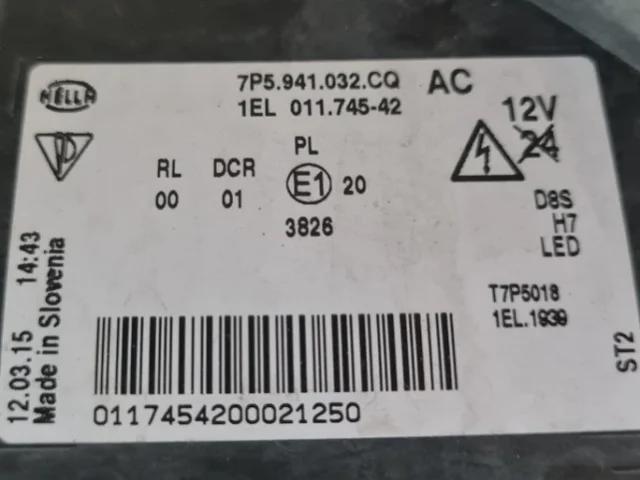 HELLA
7P5.941.032.CQ AC
1EL 011.745-42
12V
24
PL
RL DCR
00 01
E1 20
3826
D8S
H7
LED
T7P5018
1EL.1939
ST2
12.03.15 14:43
Made in Slovenia
0117454200021250